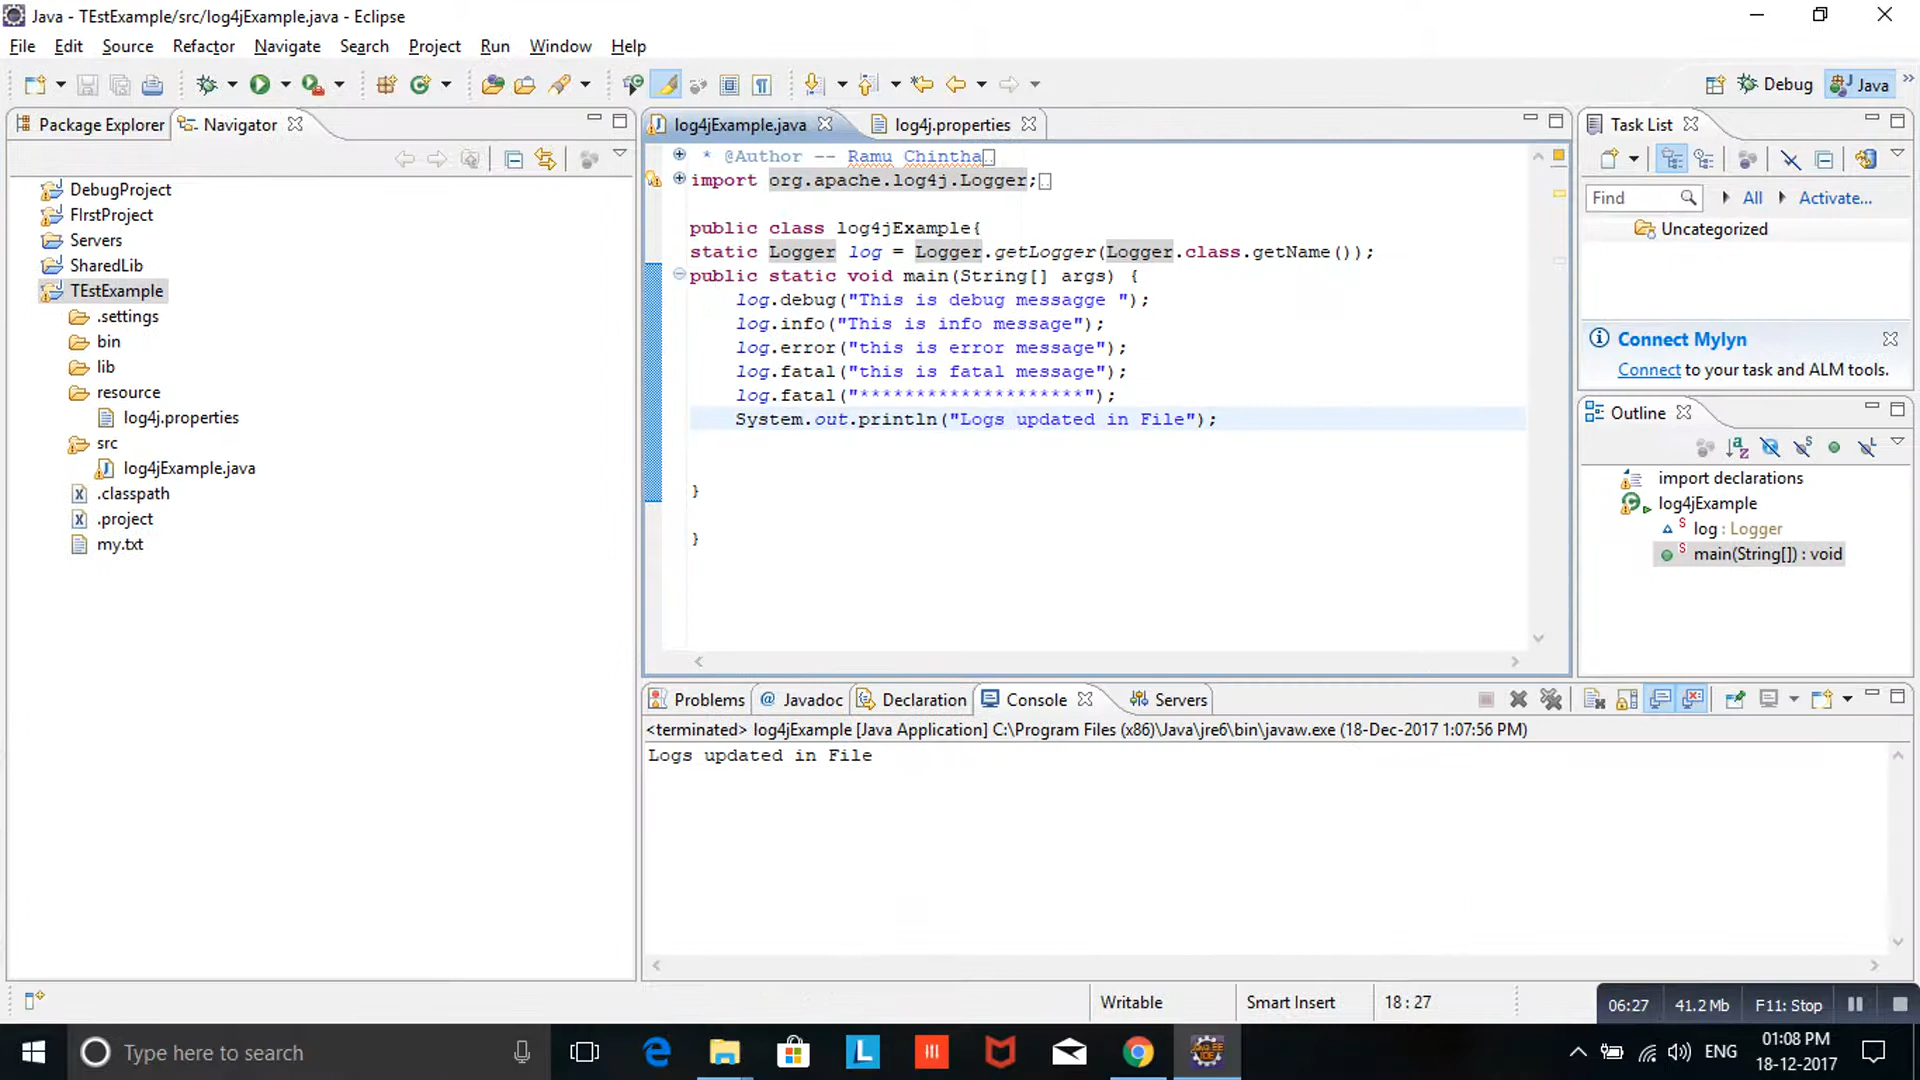 Java - TEstExample/src/log4jExample.java - Eclipse
File Edit Source Refactor Navigate Search Project Run Window Help
Debug Java
Package Explorer Navigator
DebugProject
FIrstProject
Servers
SharedLib
TEstExample
.settings
bin
lib
resource
log4j.properties
src
log4jExample.java
.classpath
.project
my.txt
log4jExample.java log4j.properties
* @Author -- Ramu Chintha
import org.apache.log4j.Logger;
public class log4jExample{
static Logger log = Logger.getLogger(Logger.class.getName());
public static void main(String[] args) {
log.debug("This is debug messagge ");
log.info("This is info message");
log.error("this is error message");
log.fatal("this is fatal message");
log.fatal("********************");
System.out.println("Logs updated in File");
}
}
Task List
Find All Activate...
Uncategorized
Connect Mylyn
Connect to your task and ALM tools.
Outline
import declarations
log4jExample
log : Logger
main(String[]) : void
Problems Javadoc Declaration Console Servers
<terminated> log4jExample [Java Application] C:\Program Files (x86)\Java\jre6\bin\javaw.exe (18-Dec-2017 1:07:56 PM)
Logs updated in File
Writable Smart Insert 18 : 27
06:27 41.2 Mb F11: Stop
Type here to search
ENG
01:08 PM
18-12-2017